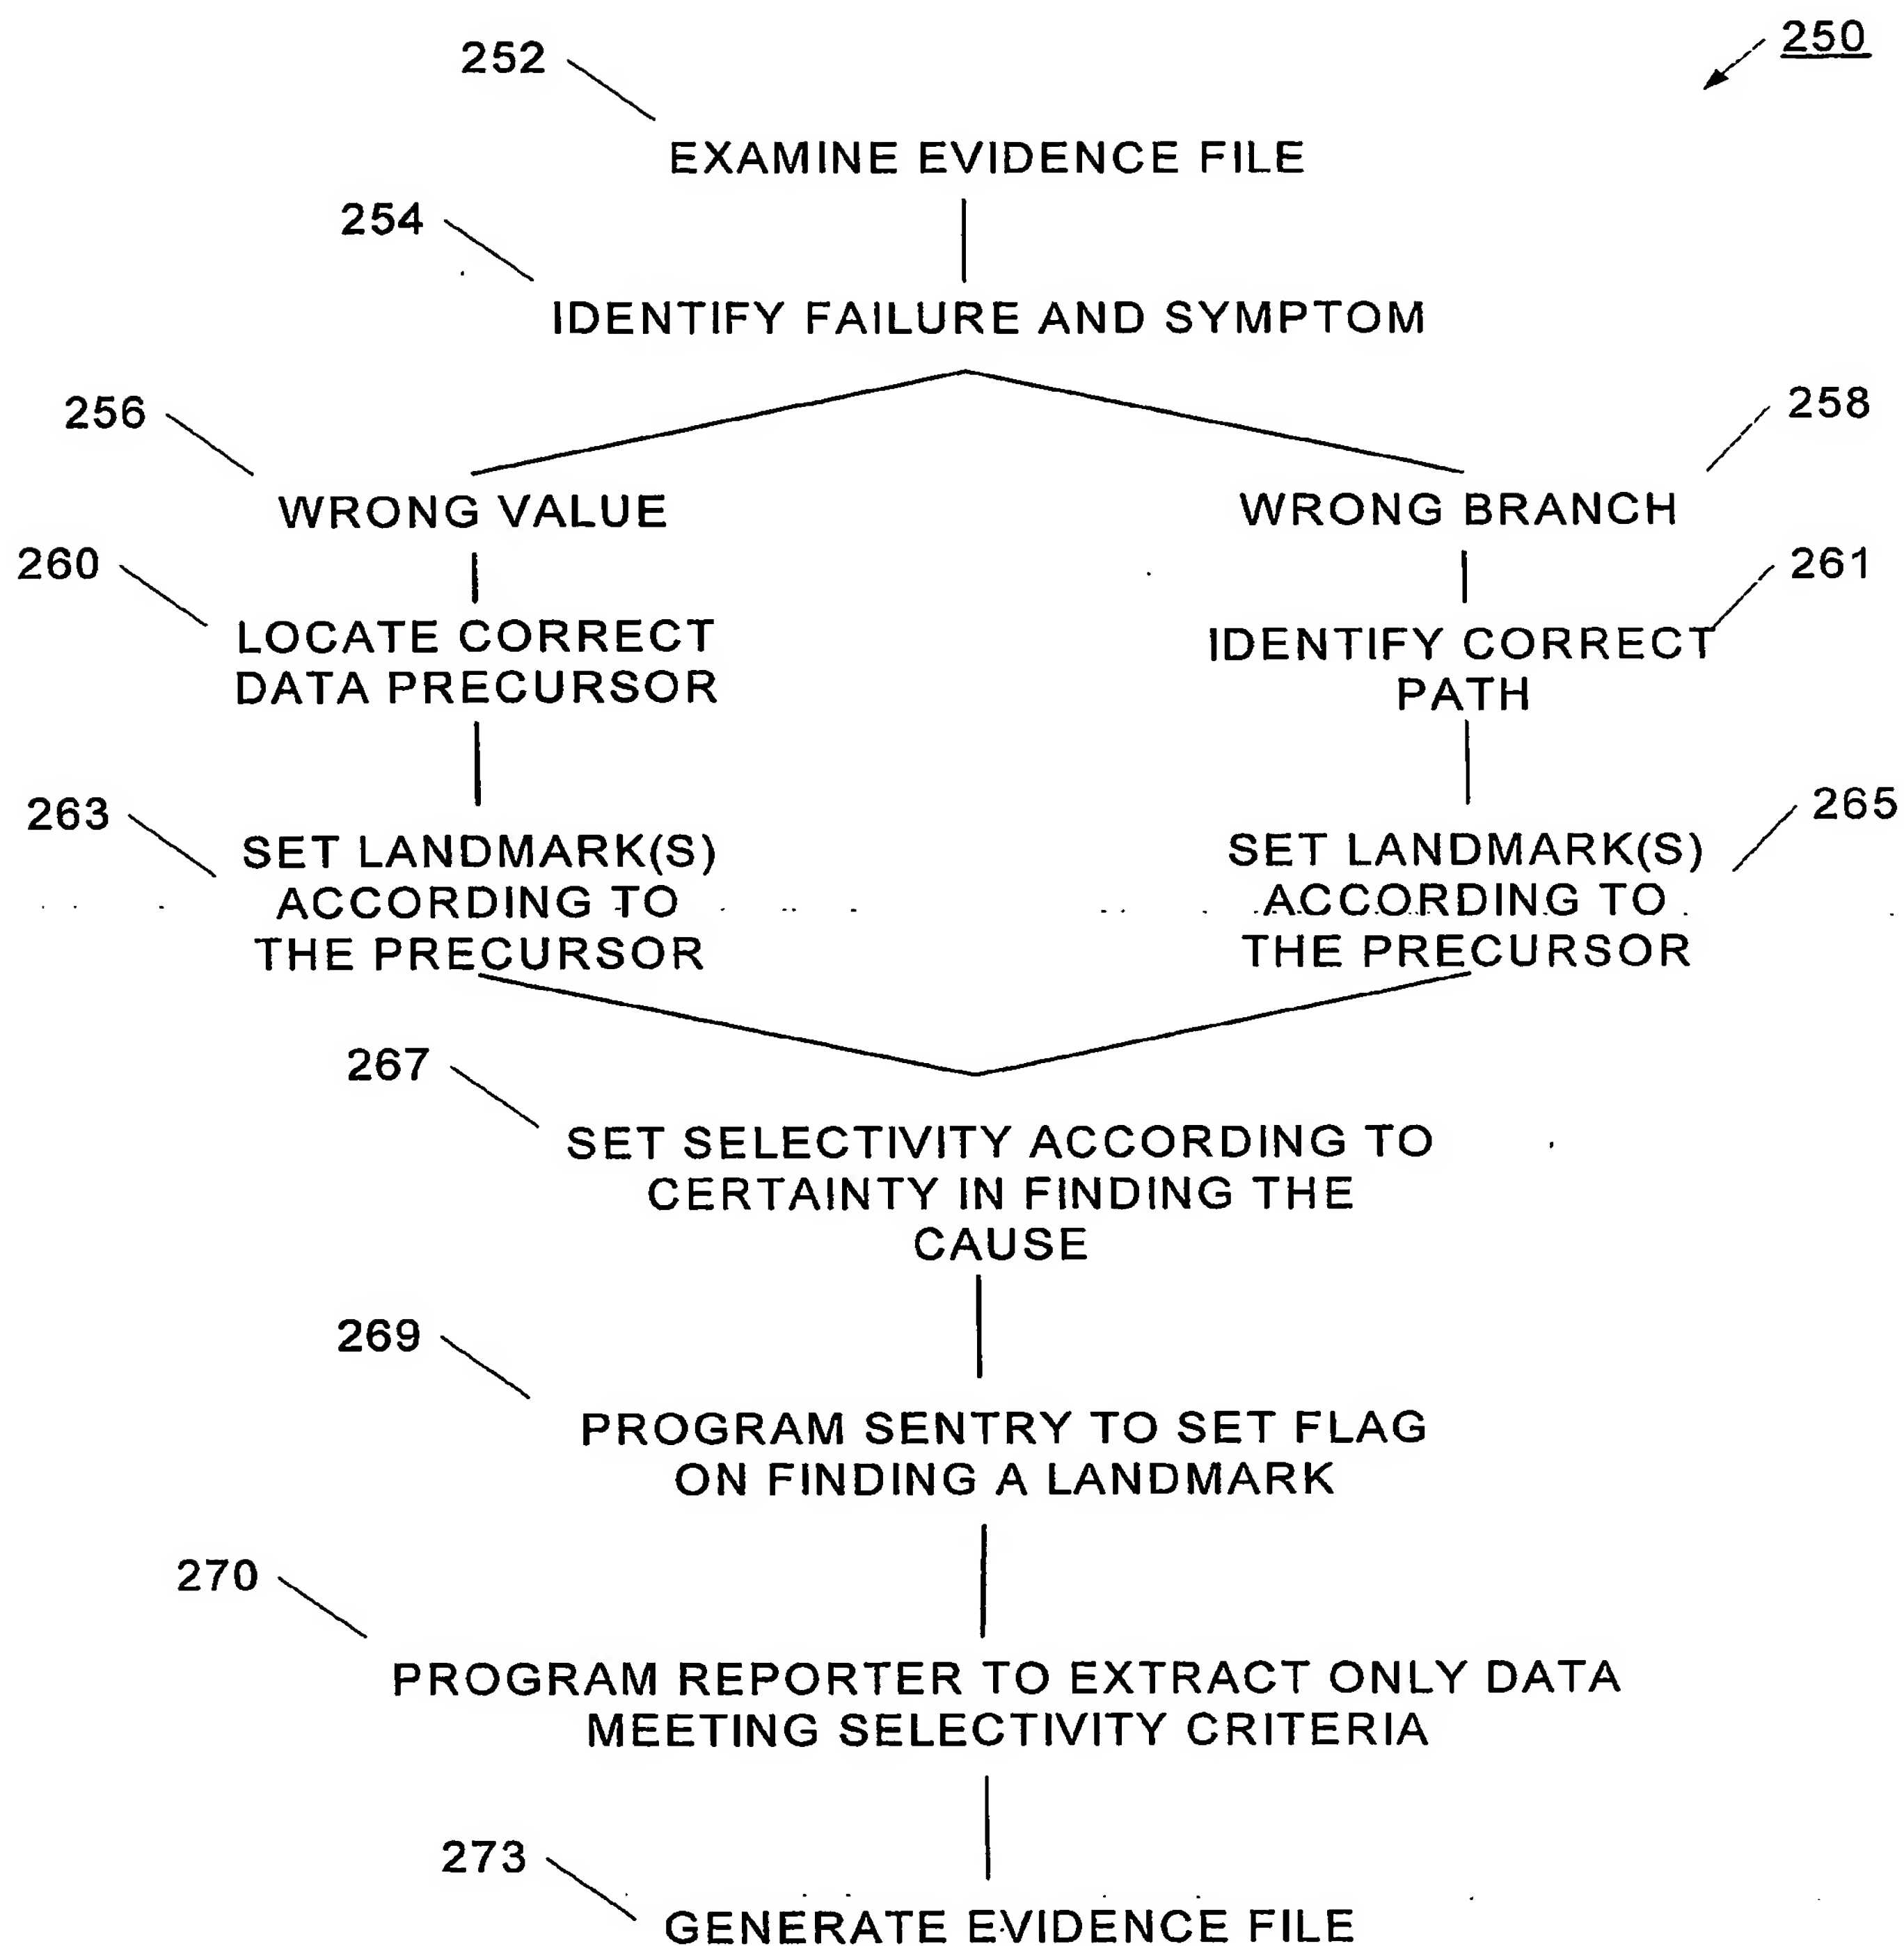 250
252
EXAMINE EVIDENCE FILE
254
IDENTIFY FAILURE AND SYMPTOM
256
WRONG VALUE
258
WRONG BRANCH
260
LOCATE CORRECT
DATA PRECURSOR
261
IDENTIFY CORRECT
PATH
263
SET LANDMARK(S)
ACCORDING TO
THE PRECURSOR
265
SET LANDMARK(S)
ACCORDING TO
THE PRECURSOR
267
SET SELECTIVITY ACCORDING TO
CERTAINTY IN FINDING THE
CAUSE
269
PROGRAM SENTRY TO SET FLAG
ON FINDING A LANDMARK
270
PROGRAM REPORTER TO EXTRACT ONLY DATA
MEETING SELECTIVITY CRITERIA
273
GENERATE EVIDENCE FILE